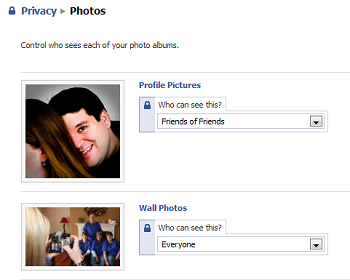 Privacy ▸ Photos
Control who sees each of your photo albums.
Profile Pictures
Who can see this?
Friends of Friends
Wall Photos
Who can see this?
Everyone